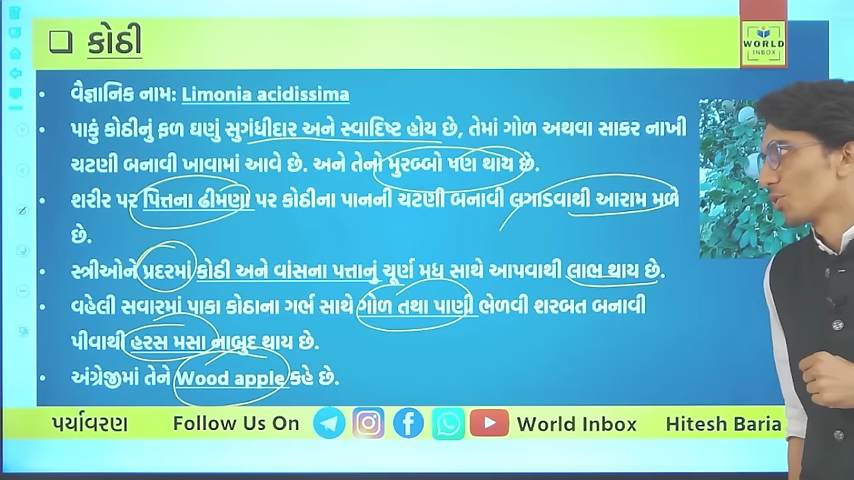 ❑ કોઠી
WORLD
INBOX
• વૈજ્ઞાનિક નામ: Limonia acidissima
• પાકું કોઠીનું ફળ ઘણું સુગંધીદાર અને સ્વાદિષ્ટ હોય છે, તેમાં ગોળ અથવા સાકર નાખી
ચટણી બનાવી ખાવામાં આવે છે. અને તેનો મુરબ્બો પણ થાય છે.
• શરીર પર પિત્તના ઢીમણા પર કોઠીના પાનની ચટણી બનાવી લગાડવાથી આરામ મળે
છે.
• સ્ત્રીઓને પ્રદરમાં કોઠી અને વાંસના પત્તાનું ચૂર્ણ મધ સાથે આપવાથી લાભ થાય છે.
• વહેલી સવારમાં પાકા કોઠાના ગર્ભ સાથે ગોળ તથા પાણી ભેળવી શરબત બનાવી
પીવાથી હરસ મસા નાબુદ થાય છે.
• અંગ્રેજીમાં તેને Wood apple કહે છે.
પર્યાવરણ Follow Us On World Inbox Hitesh Baria